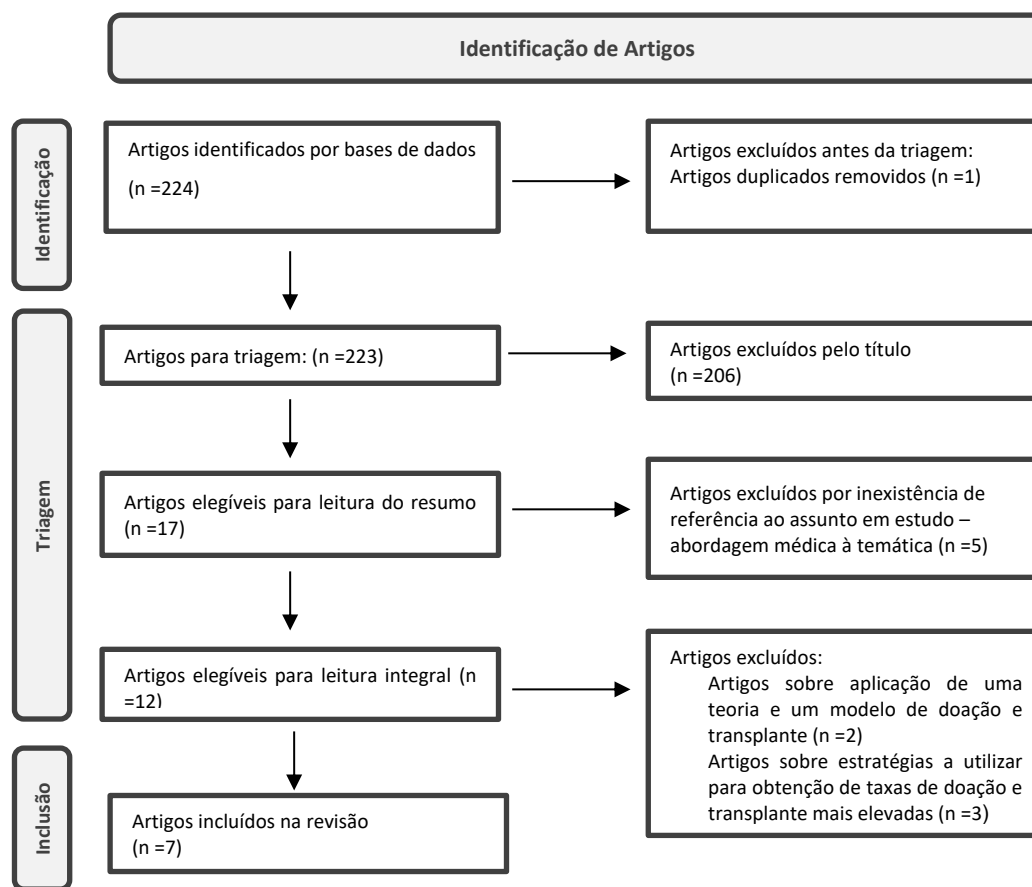 Identificação de Artigos
Identificação
Artigos identificados por bases de dados
(n =224)
Artigos excluídos antes da triagem:
Artigos duplicados removidos (n =1)
Triagem
Artigos para triagem: (n =223)
Artigos excluídos pelo título
(n =206)
Artigos elegíveis para leitura do resumo
(n =17)
Artigos excluídos por inexistência de
referência ao assunto em estudo –
abordagem médica à temática (n =5)
Artigos elegíveis para leitura integral (n
=12)
Artigos excluídos:
Artigos sobre aplicação de uma
teoria e um modelo de doação e
transplante (n =2)
Artigos sobre estratégias a utilizar
para obtenção de taxas de doação e
transplante mais elevadas (n =3)
Inclusão
Artigos incluídos na revisão
(n =7)